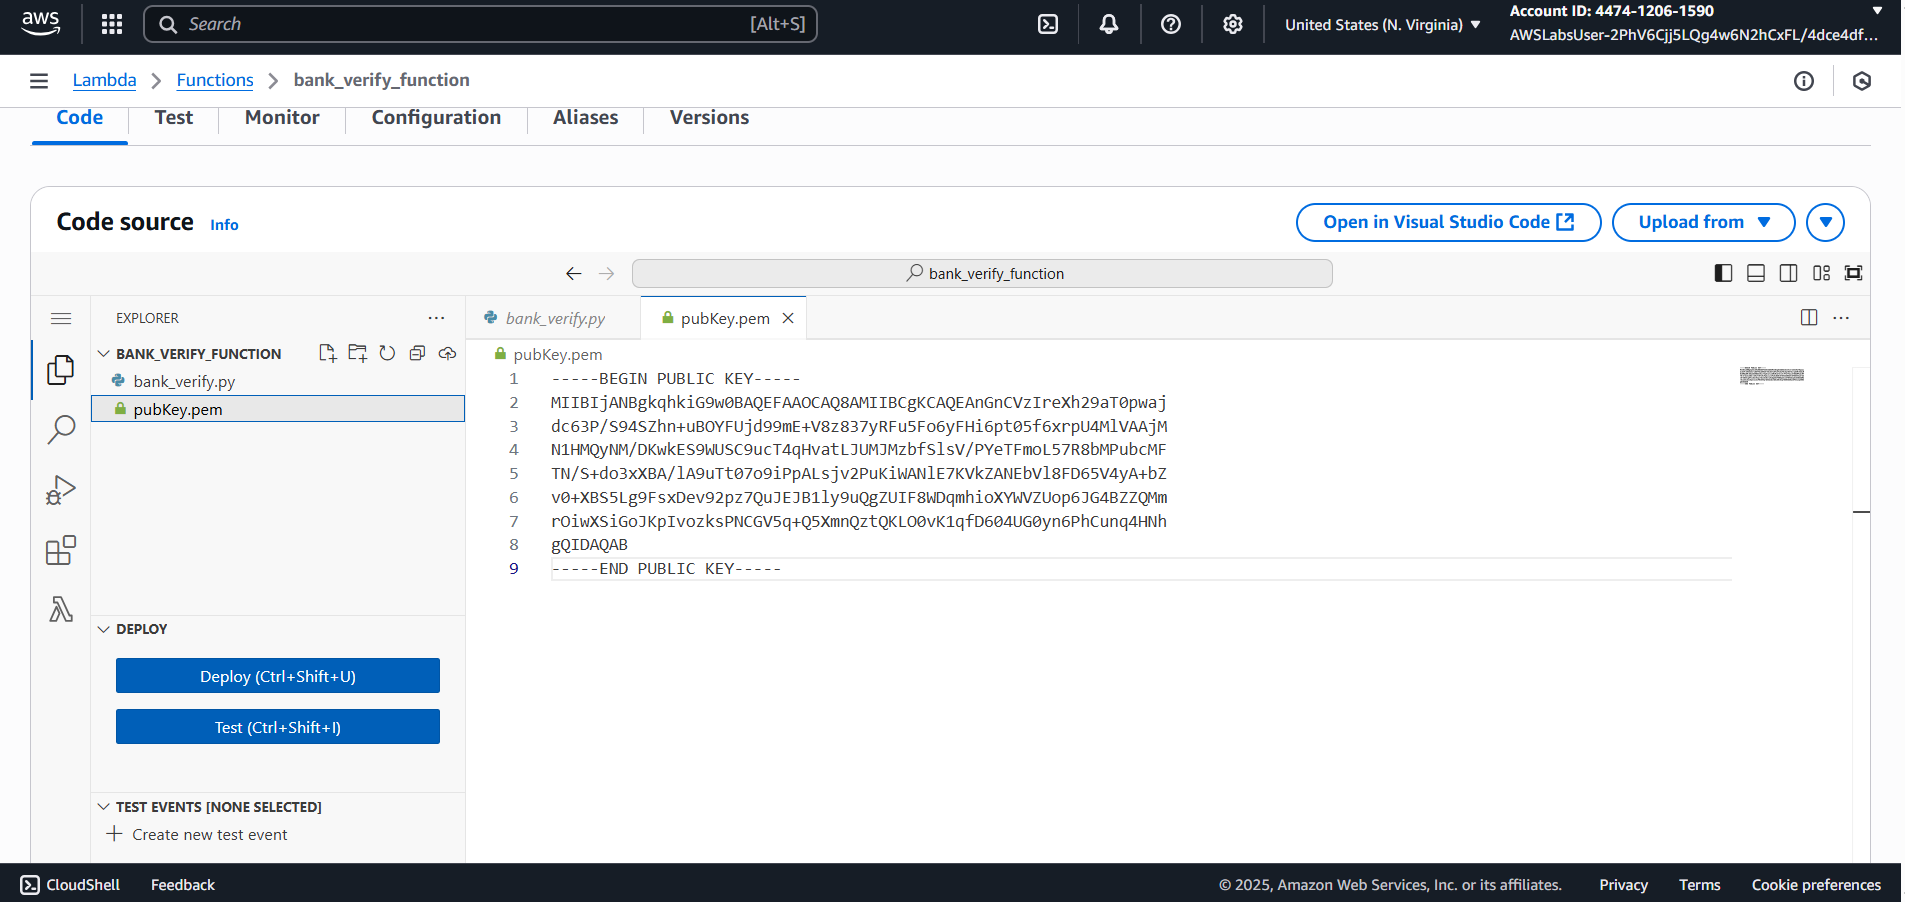 aws
Search
[Alt+S]
United States (N. Virginia)
Account ID: 4474-1206-1590
AWSLabsUser-2PhV6Cjj5LQg4w6N2hCxFL/4dce4df...
Lambda
Functions
bank_verify_function
Code
Test
Monitor
Configuration
Aliases
Versions
Code source
Info
Open in Visual Studio Code
Upload from
bank_verify_function
EXPLORER
BANK_VERIFY_FUNCTION
bank_verify.py
pubKey.pem
DEPLOY
Deploy (Ctrl+Shift+U)
Test (Ctrl+Shift+I)
TEST EVENTS [NONE SELECTED]
Create new test event
bank_verify.py
pubKey.pem
pubKey.pem
1 -----BEGIN PUBLIC KEY-----
2 MIIBIjANBgkqhkiG9w0BAQEFAAOCAQ8AMIIBCgKCAQEAnGnCVzIreXh29aT0pwaj
3 dc63P/S94SZhn+uBOYFUjd99mE+V8z837yRFu5Fo6yFHi6pt05f6xrpU4MlVAAjM
4 N1HMQyNM/DKwkES9WUSC9ucT4qHvatLJUMJMzbfSlsV/PYeTFmoL57R8bMPubcMF
5 TN/S+do3xXBA/lA9uTt07o9iPpALsjv2PuKiWANlE7KVkZANEbVl8FD65V4yA+bZ
6 v0+XBS5Lg9FsxDev92pz7QuJEJB1ly9uQgZUIF8WDqmhioXYWVZUop6JG4BZZQMm
7 rOiwXSiGoJKpIvozksPNCGV5q+Q5XmnQztQKLO0vK1qfD604UG0yn6PhCunq4HNh
8 gQIDAQAB
9 -----END PUBLIC KEY-----
CloudShell
Feedback
© 2025, Amazon Web Services, Inc. or its affiliates.
Privacy
Terms
Cookie preferences